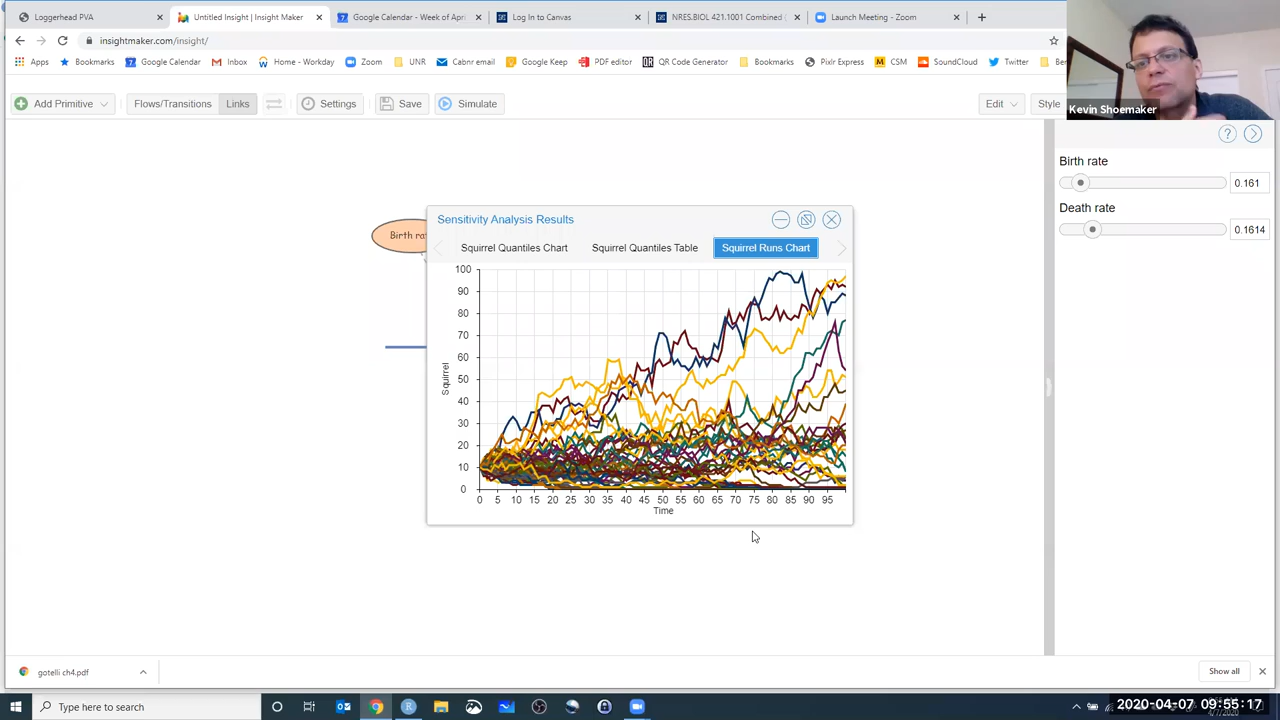 Loggerhead PVA
Untitled Insight | Insight Maker
Google Calendar - Week of Apri
Log In to Canvas
NRES.BIOL 421.1001 Combined (
Launch Meeting - Zoom
insightmaker.com/insight/
Apps
Bookmarks
Google Calendar
Inbox
Home - Workday
Zoom
UNR
Cabnr email
Google Keep
PDF editor
QR Code Generator
Bookmarks
Pixlr Express
CSM
SoundCloud
Twitter
Ber
Kevin Shoemaker
Add Primitive
Flows/Transitions
Links
Settings
Save
Simulate
Edit
Style
Birth rate
0.161
Death rate
0.1614
Birth ra
Sensitivity Analysis Results
Squirrel Quantiles Chart
Squirrel Quantiles Table
Squirrel Runs Chart
100
90
80
70
60
50
40
30
20
10
0
Squirrel
0 5 10 15 20 25 30 35 40 45 50 55 60 65 70 75 80 85 90 95
Time
gotelli ch4.pdf
Show all
Type here to search
2020-04-07 09:55:17